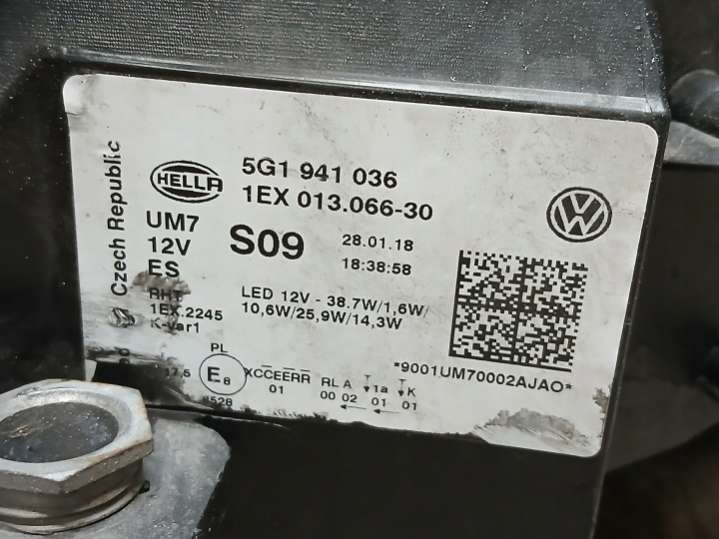 Czech Republic
HELLA
5G1 941 036
1EX 013.066-30
UM7
12V
ES
S09
28.01.18
18:38:58
RHT
1EX.2245
K-var1
LED 12V - 38.7W/1,6W/
10,6W/25,9W/14,3W
*9001UM70002AJAO*
PL
E8
XCCEERR
01
RL A
00 02
1a
01
K
01